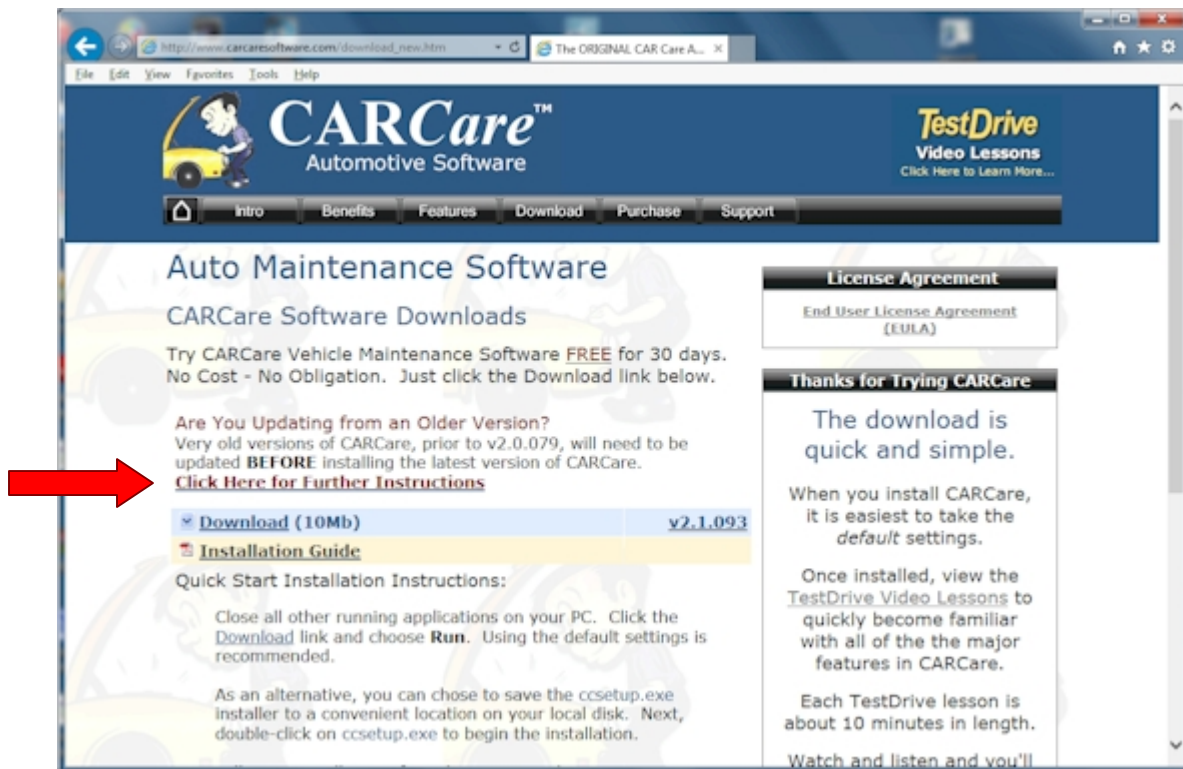 http://www.carcaresoftware.com/download_new.htm
The ORIGINAL CAR Care A...
File Edit View Favorites Tools Help
CARCare™
Automotive Software
TestDrive
Video Lessons
Click Here to Learn More...
Intro Benefits Features Download Purchase Support
Auto Maintenance Software
CARCare Software Downloads
Try CARCare Vehicle Maintenance Software FREE for 30 days.
No Cost - No Obligation. Just click the Download link below.
Are You Updating from an Older Version?
Very old versions of CARCare, prior to v2.0.079, will need to be
updated BEFORE installing the latest version of CARCare.
Click Here for Further Instructions
Download (10Mb) v2.1.093
Installation Guide
Quick Start Installation Instructions:
Close all other running applications on your PC. Click the
Download link and choose Run. Using the default settings is
recommended.
As an alternative, you can chose to save the ccsetup.exe
installer to a convenient location on your local disk. Next,
double-click on ccsetup.exe to begin the installation.
License Agreement
End User License Agreement
(EULA)
Thanks for Trying CARCare
The download is
quick and simple.
When you install CARCare,
it is easiest to take the
default settings.
Once installed, view the
TestDrive Video Lessons to
quickly become familiar
with all of the the major
features in CARCare.
Each TestDrive lesson is
about 10 minutes in length.
Watch and listen and you'll